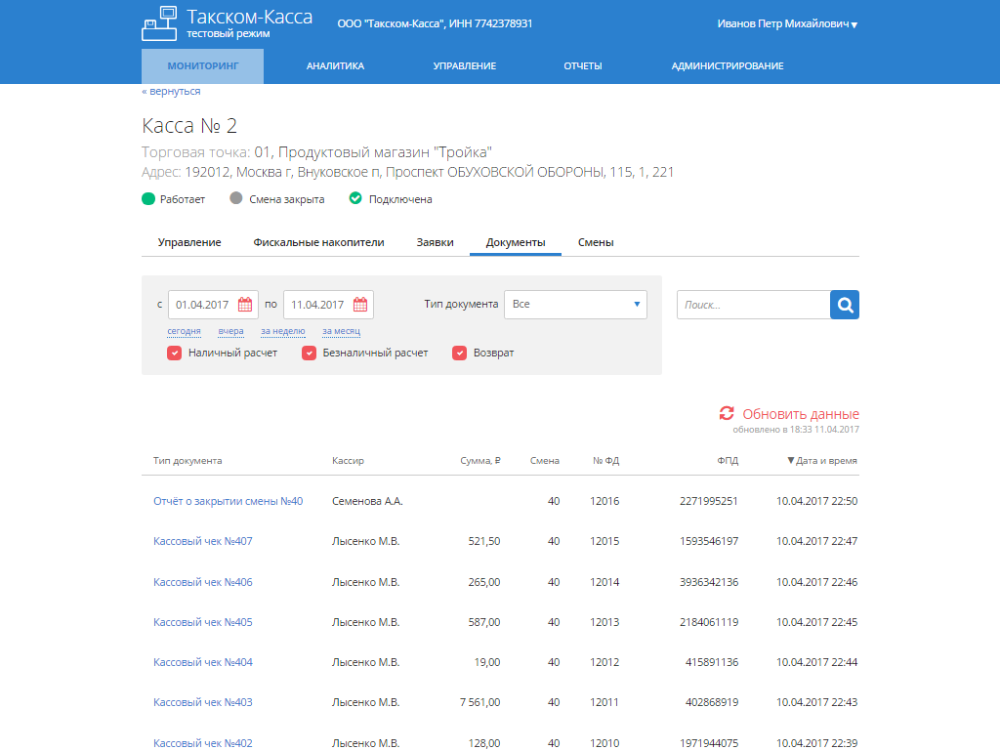 Такском-Касса
тестовый режим
ООО "Такском-Касса", ИНН 7742378931
Иванов Петр Михайлович ▾
МОНИТОРИНГ АНАЛИТИКА УПРАВЛЕНИЕ ОТЧЕТЫ АДМИНИСТРИРОВАНИЕ
« вернуться
Касса № 2
Торговая точка: 01, Продуктовый магазин "Тройка"
Адрес: 192012, Москва г, Внуковское п, Проспект ОБУХОВСКОЙ ОБОРОНЫ, 115, 1, 221
Работает Смена закрыта Подключена
Управление Фискальные накопители Заявки Документы Смены
с 01.04.2017 по 11.04.2017 Тип документа Все ▾ Поиск...
сегодня вчера за неделю за месяц
Наличный расчет Безналичный расчет Возврат
Обновить данные
обновлено в 18:33 11.04.2017
Тип документа Кассир Сумма, ₽ Смена № ФД ФПД ▼Дата и время
Отчёт о закрытии смены №40 Семенова А.А. 40 12016 2271995251 10.04.2017 22:50
Кассовый чек №407 Лысенко М.В. 521,50 40 12015 1593546197 10.04.2017 22:47
Кассовый чек №406 Лысенко М.В. 265,00 40 12014 3936342136 10.04.2017 22:46
Кассовый чек №405 Лысенко М.В. 587,00 40 12013 2184061119 10.04.2017 22:45
Кассовый чек №404 Лысенко М.В. 19,00 40 12012 415891136 10.04.2017 22:44
Кассовый чек №403 Лысенко М.В. 7 561,00 40 12011 402868919 10.04.2017 22:43
Кассовый чек №402 Лысенко М.В. 128,00 40 12010 1971944075 10.04.2017 22:39